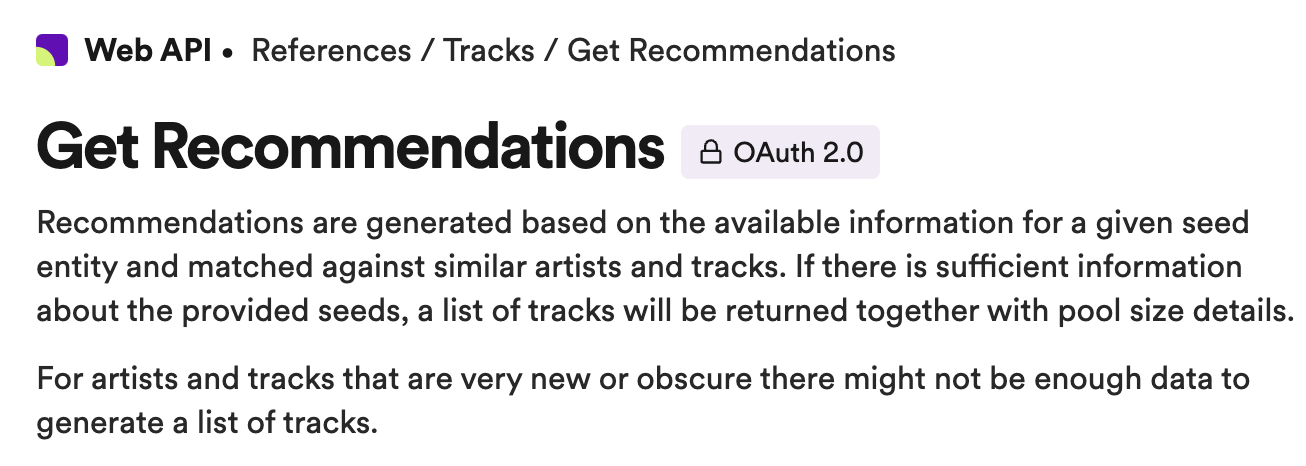 Web API • References / Tracks / Get Recommendations
Get Recommendations OAuth 2.0
Recommendations are generated based on the available information for a given seed
entity and matched against similar artists and tracks. If there is sufficient information
about the provided seeds, a list of tracks will be returned together with pool size details.
For artists and tracks that are very new or obscure there might not be enough data to
generate a list of tracks.